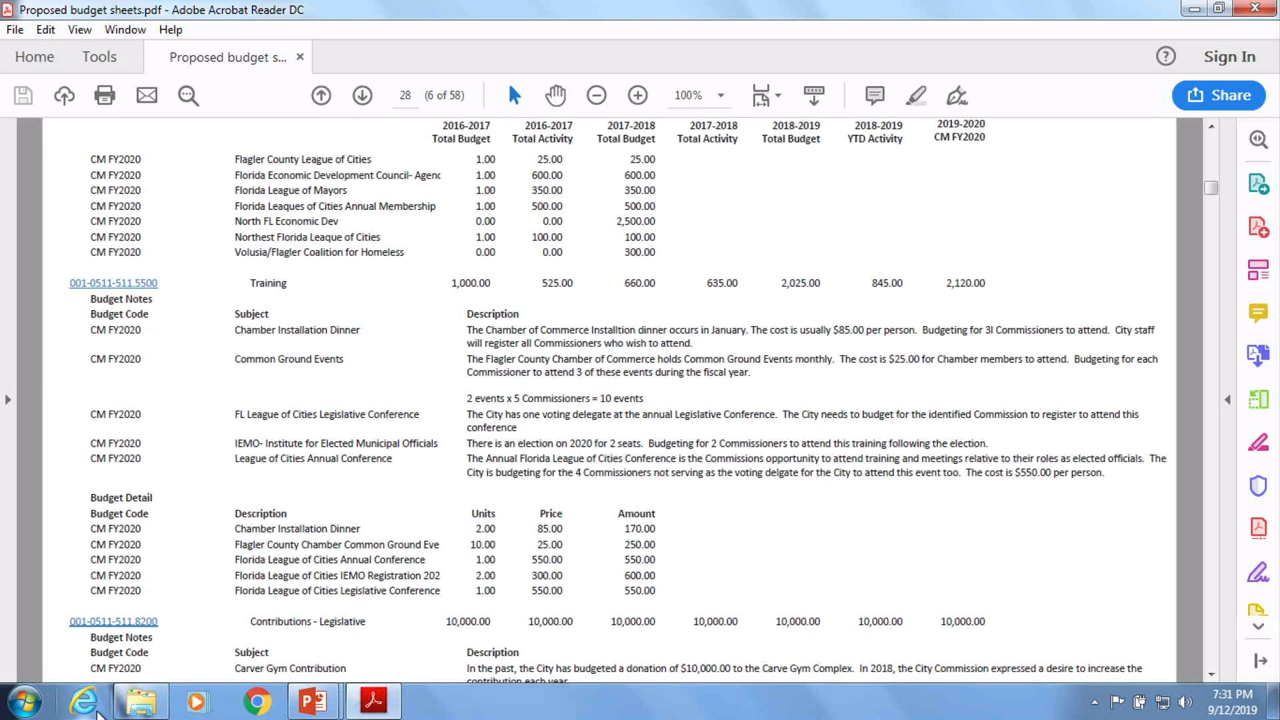 Proposed budget sheets.pdf - Adobe Acrobat Reader DC
File Edit View Window Help
Home Tools Proposed budget s... × Sign In
28 (6 of 58) 100% Share
2016-2017 2016-2017 2017-2018 2017-2018 2018-2019 2018-2019 2019-2020
Total Budget Total Activity Total Budget Total Activity Total Budget YTD Activity CM FY2020
CM FY2020 Flagler County League of Cities 1.00 25.00 25.00
CM FY2020 Florida Economic Development Council- Agenc 1.00 600.00 600.00
CM FY2020 Florida League of Mayors 1.00 350.00 350.00
CM FY2020 Florida Leaques of Cities Annual Membership 1.00 500.00 500.00
CM FY2020 North FL Economic Dev 0.00 0.00 2,500.00
CM FY2020 Northest Florida Leaque of Cities 1.00 100.00 100.00
CM FY2020 Volusia/Flagler Coalition for Homeless 0.00 0.00 300.00
001-0511-511.5500 Training 1,000.00 525.00 660.00 635.00 2,025.00 845.00 2,120.00
Budget Notes
Budget Code Subject Description
CM FY2020 Chamber Installation Dinner The Chamber of Commerce Installtion dinner occurs in January. The cost is usually $85.00 per person. Budgeting for 3I Commissioners to attend. City staff
will register all Commissioners who wish to attend.
CM FY2020 Common Ground Events The Flagler County Chamber of Commerce holds Common Ground Events monthly. The cost is $25.00 for Chamber members to attend. Budgeting for each
Commissioner to attend 3 of these events during the fiscal year.
2 events x 5 Commissioners = 10 events
CM FY2020 FL League of Cities Legislative Conference The City has one voting delegate at the annual Legislative Conference. The City needs to budget for the identified Commission to register to attend this
conference
CM FY2020 IEMO- Institute for Elected Municipal Officials There is an election on 2020 for 2 seats. Budgeting for 2 Commissioners to attend this training following the election.
CM FY2020 League of Cities Annual Conference The Annual Florida League of Cities Conference is the Commissions opportunity to attend training and meetings relative to their roles as elected officials. The
City is budgeting for the 4 Commissioners not serving as the voting delgate for the City to attend this event too. The cost is $550.00 per person.
Budget Detail
Budget Code Description Units Price Amount
CM FY2020 Chamber Installation Dinner 2.00 85.00 170.00
CM FY2020 Flagler County Chamber Common Ground Eve 10.00 25.00 250.00
CM FY2020 Florida League of Cities Annual Conference 1.00 550.00 550.00
CM FY2020 Florida League of Cities IEMO Registration 202 2.00 300.00 600.00
CM FY2020 Florida League of Cities Legislative Conference 1.00 550.00 550.00
001-0511-511.8200 Contributions - Legislative 10,000.00 10,000.00 10,000.00 10,000.00 10,000.00 10,000.00 10,000.00
Budget Notes
Budget Code Subject Description
CM FY2020 Carver Gym Contribution In the past, the City has budgeted a donation of $10,000.00 to the Carve Gym Complex. In 2018, the City Commission expressed a desire to increase the
contribution each year.
7:31 PM
9/12/2019